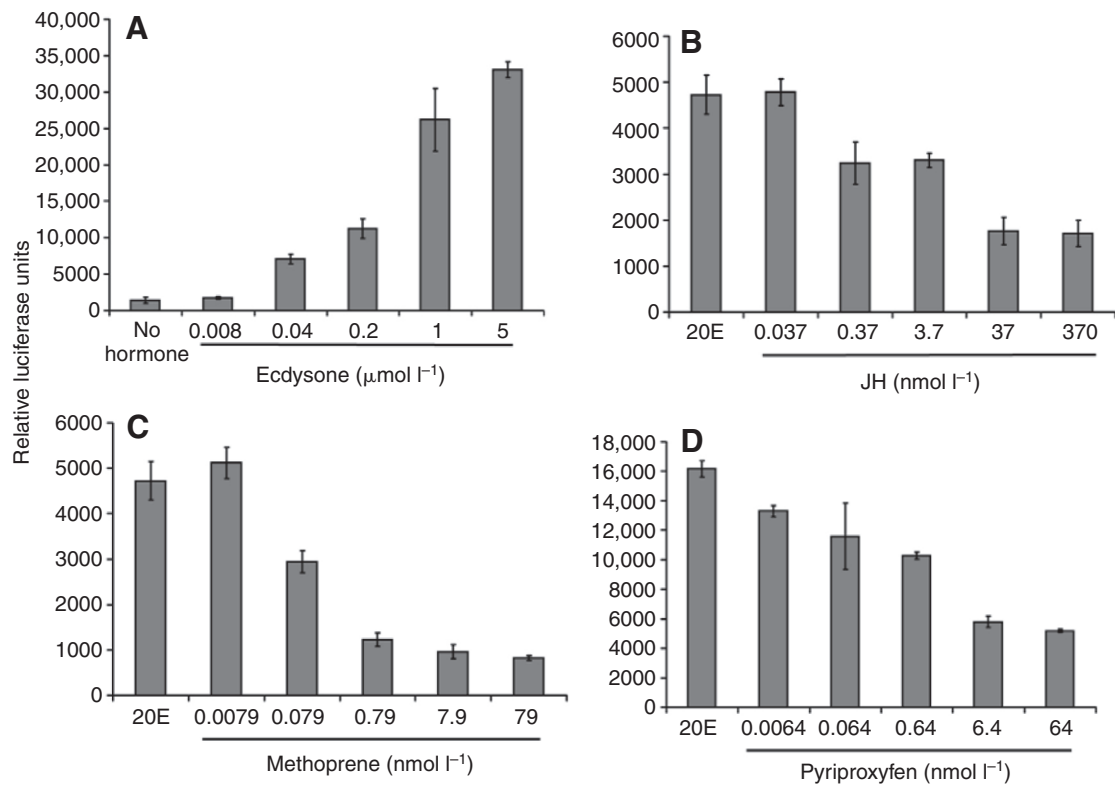 Relative luciferase units
A
40,000
35,000
30,000
25,000
20,000
15,000
10,000
5000
0
No hormone 0.008 0.04 0.2 1 5
Ecdysone (μmol l⁻¹)
B
6000
5000
4000
3000
2000
1000
0
20E 0.037 0.37 3.7 37 370
JH (nmol l⁻¹)
C
6000
5000
4000
3000
2000
1000
0
20E 0.0079 0.079 0.79 7.9 79
Methoprene (nmol l⁻¹)
D
18,000
16,000
14,000
12,000
10,000
8000
6000
4000
2000
0
20E 0.0064 0.064 0.64 6.4 64
Pyriproxyfen (nmol l⁻¹)